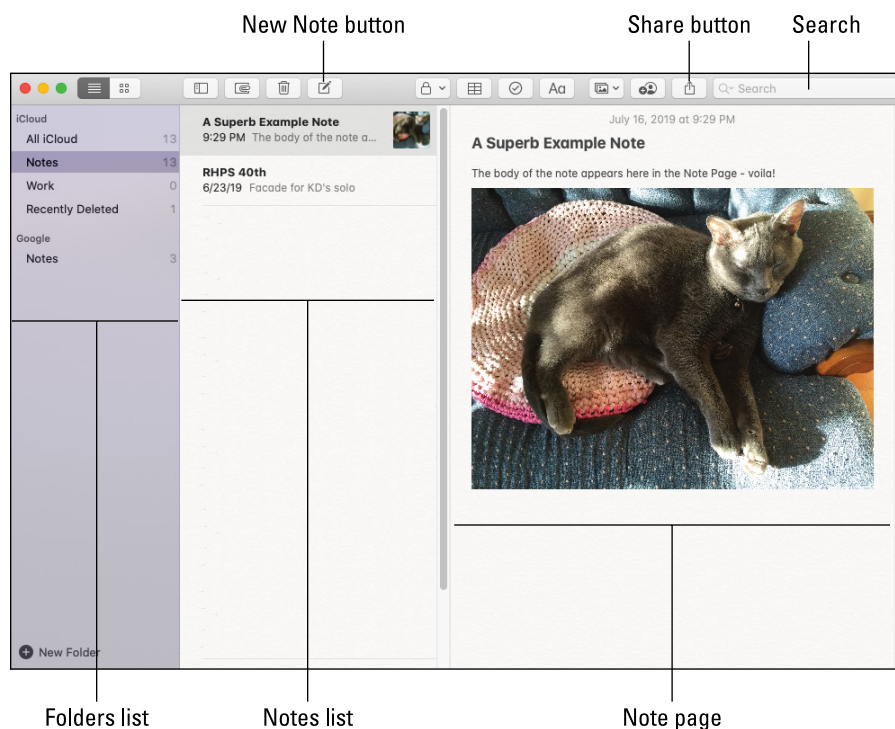 New Note button
Share button
Search
Aa
Search
iCloud
All iCloud 13
Notes 13
Work 0
Recently Deleted 1
Google
Notes 3
New Folder
A Superb Example Note
9:29 PM The body of the note a...
RHPS 40th
6/23/19 Facade for KD's solo
July 16, 2019 at 9:29 PM
A Superb Example Note
The body of the note appears here in the Note Page - voila!
Folders list
Notes list
Note page